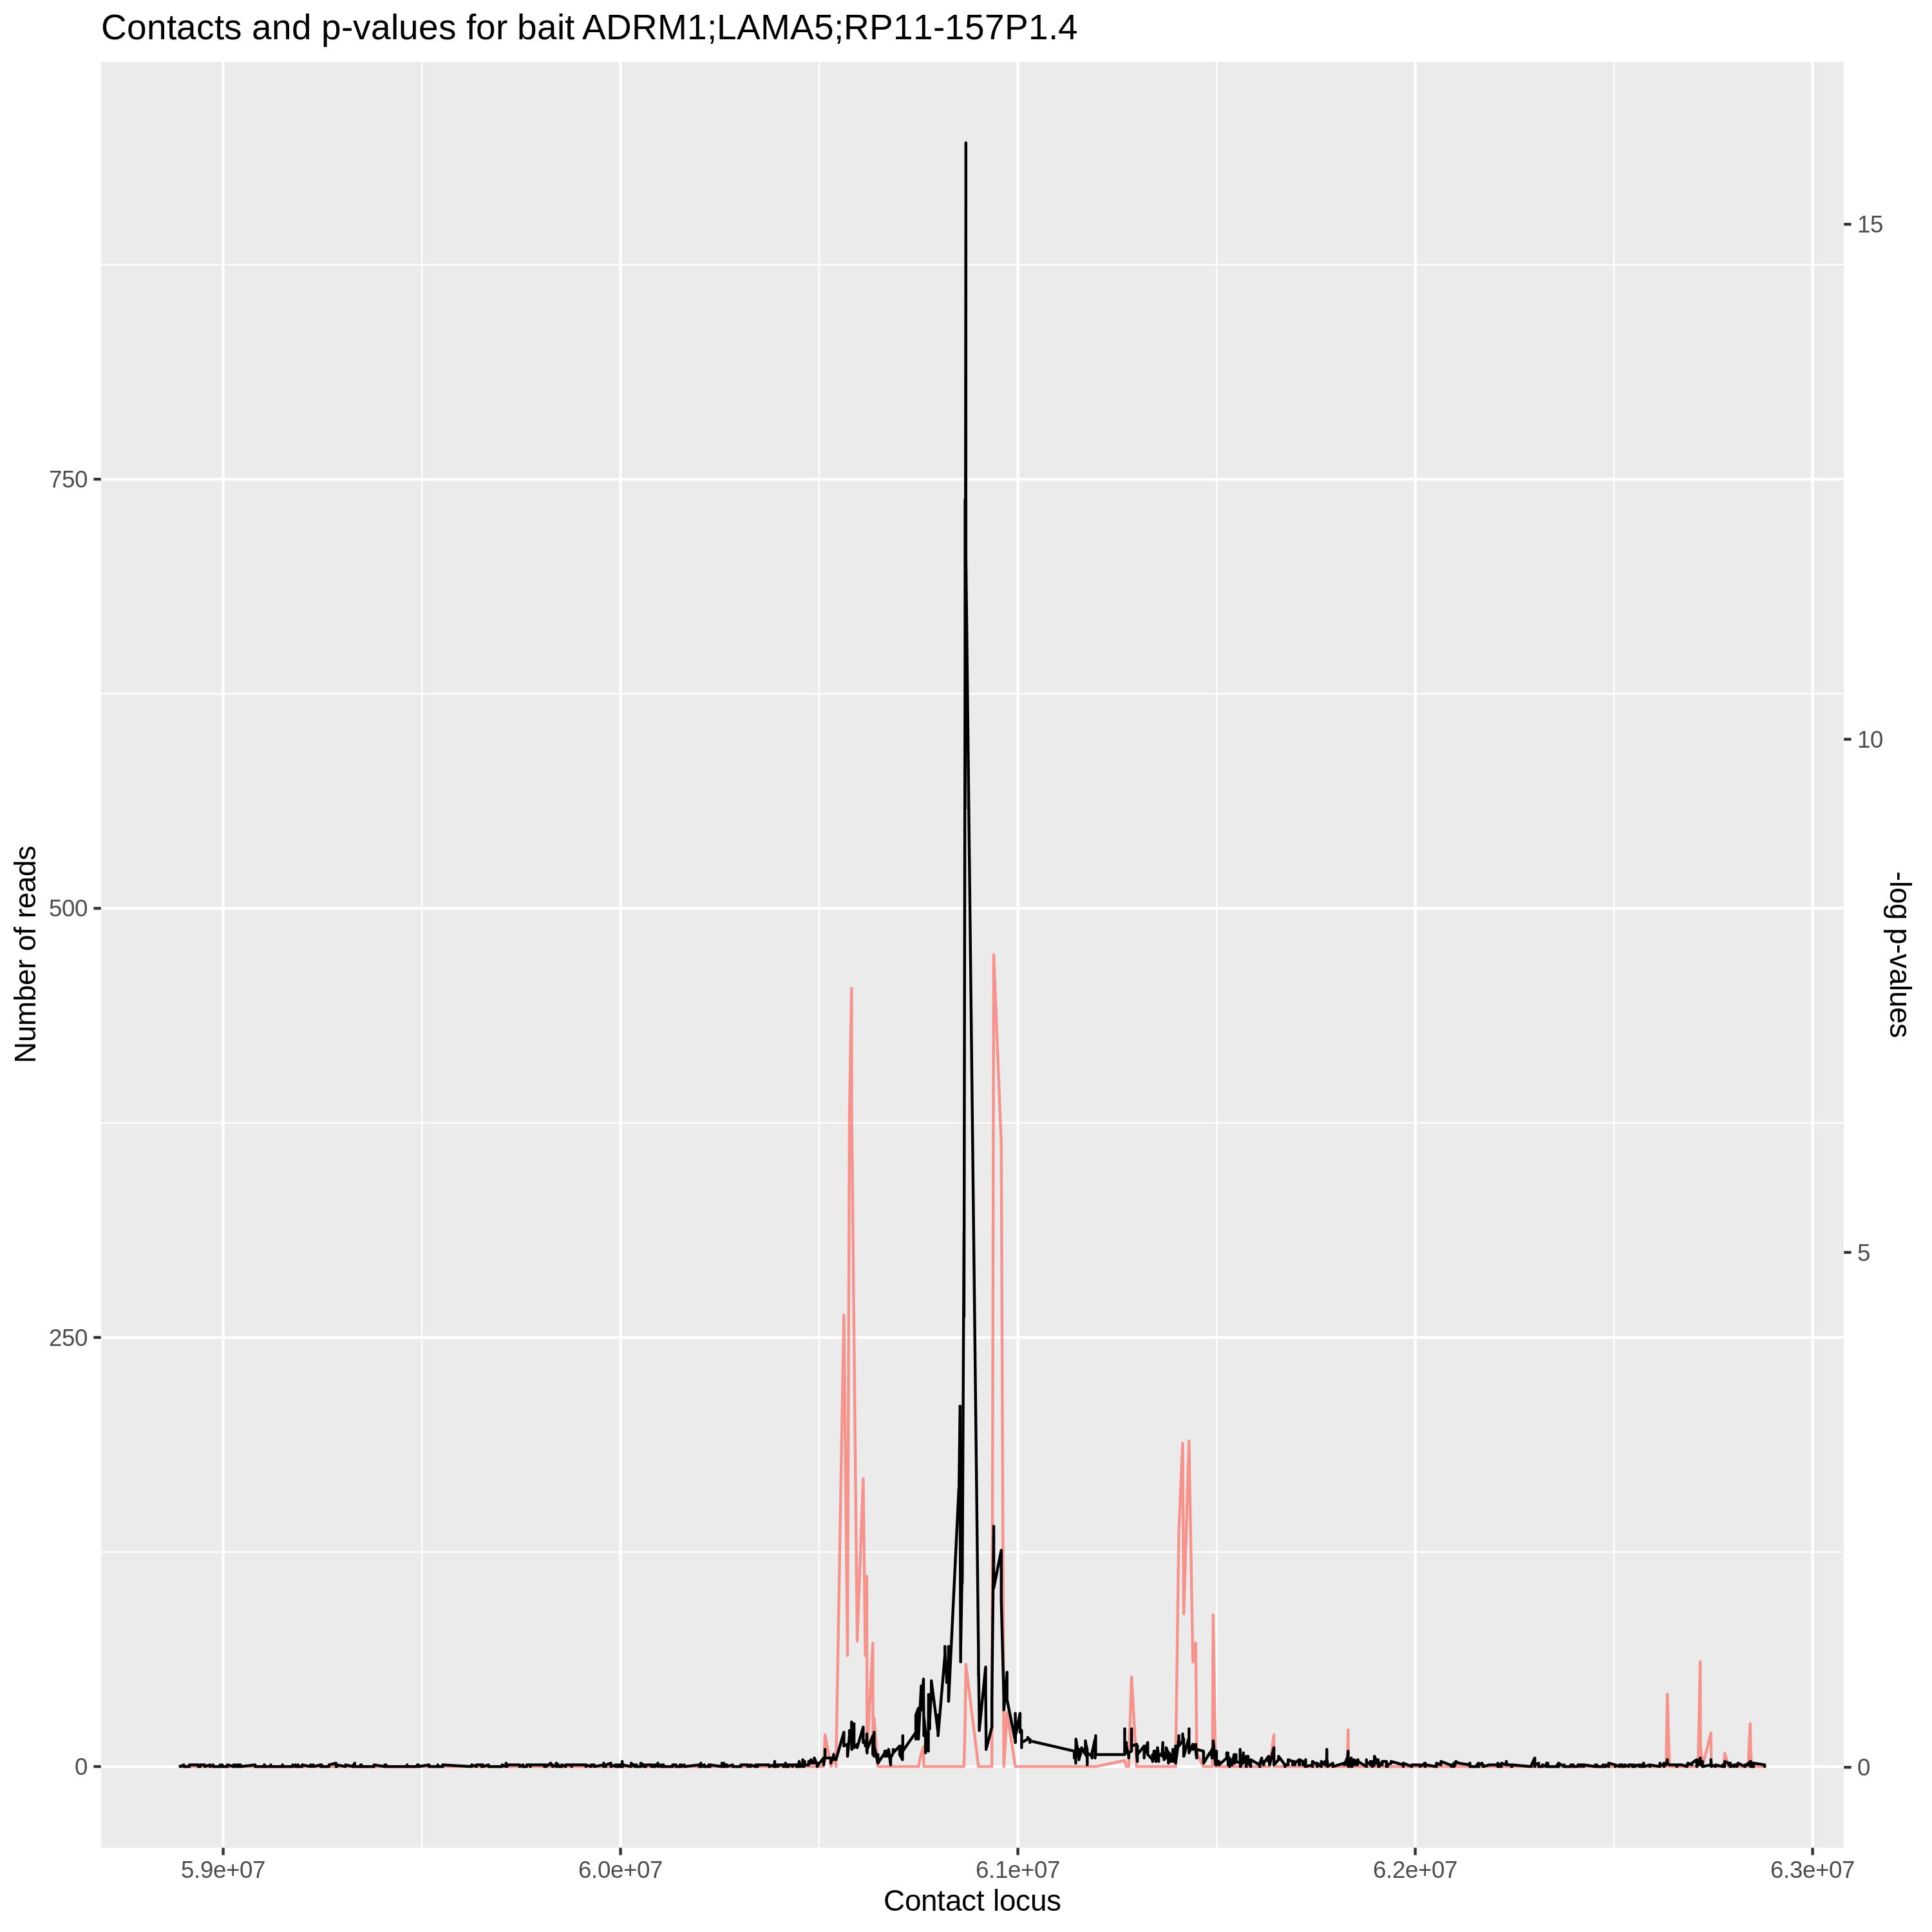 Contacts and p-values for bait ADRM1;LAMA5;RP11-157P1.4
Number of reads
750
500
250
0
15
10
5
0
-log p-values
5.9e+07
6.0e+07
6.1e+07
6.2e+07
6.3e+07
Contact locus